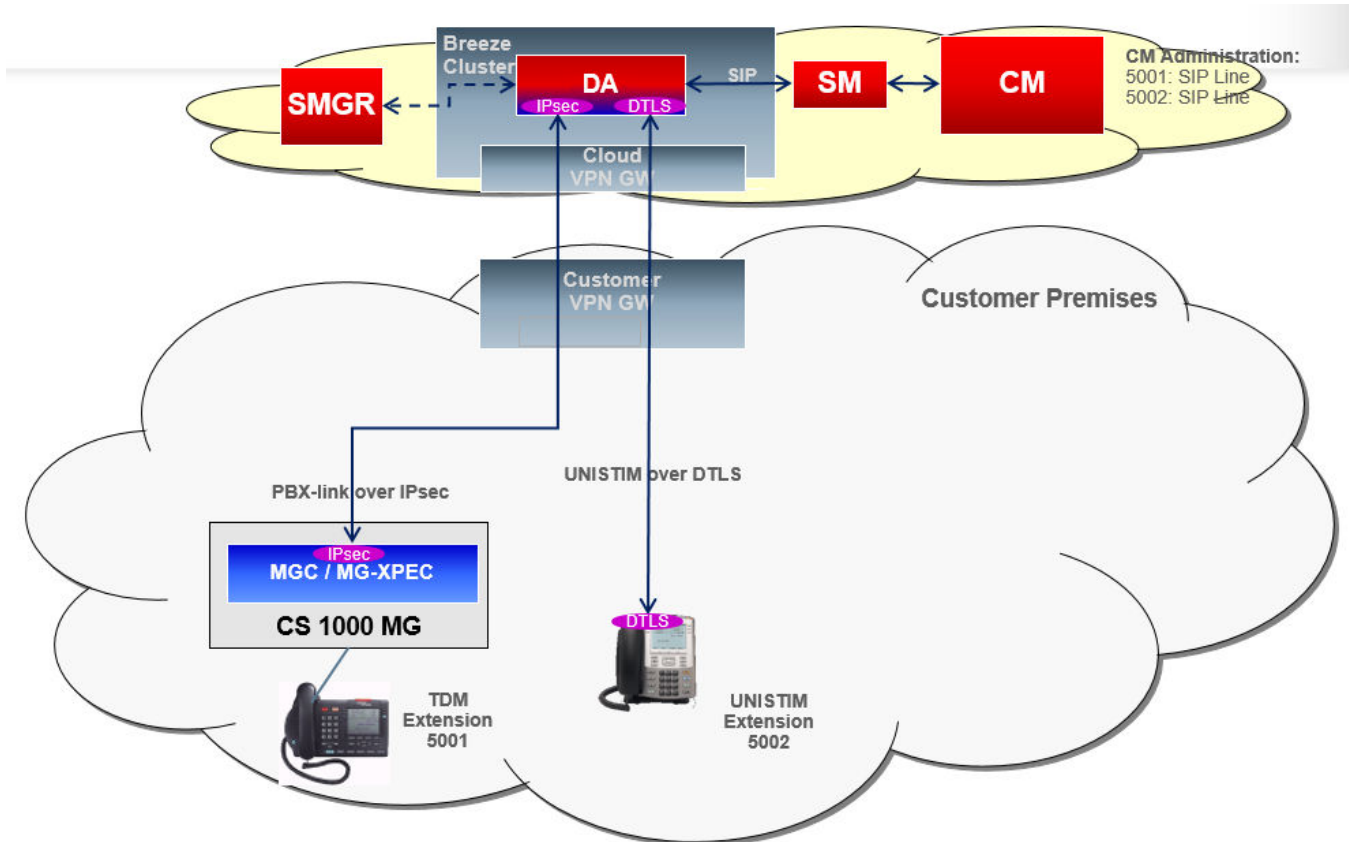 Breeze
Cluster
SMGR
DA
IPsec
DTLS
SIP
SM
CM
CM Administration:
5001: SIP Line
5002: SIP Line
Cloud
VPN GW
Customer
VPN GW
Customer Premises
PBX-link over IPsec
UNISTIM over DTLS
IPsec
MGC / MG-XPEC
CS 1000 MG
DTLS
TDM
Extension
5001
UNISTIM
Extension
5002